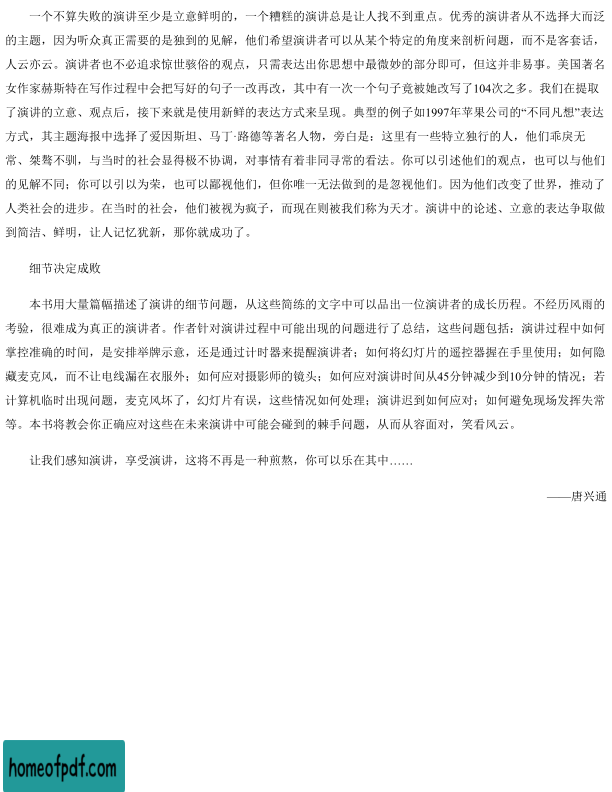 一个不算失败的演讲至少是立意鲜明的，一个糟糕的演讲总是让人找不到重点。优秀的演讲者从不选择大而泛
的主题，因为听众真正需要的是独到的见解，他们希望演讲者可以从某个特定的角度来剖析问题，而不是客套话，
人云亦云。演讲者也不必追求惊世骇俗的观点，只需表达出你思想中最微妙的部分即可，但这并非易事。美国著名
女作家赫斯特在写作过程中会把写好的句子一改再改，其中有一次一个句子竟被她改写了104次之多。我们在提取
了演讲的立意、观点后，接下来就是使用新鲜的表达方式来呈现。典型的例子如1997年苹果公司的“不同凡想”表达
方式，其主题海报中选择了爱因斯坦、马丁·路德等著名人物，旁白是：这里有一些特立独行的人，他们乖戾无
常、桀骜不驯，与当时的社会显得极不协调，对事情有着非同寻常的看法。你可以引述他们的观点，也可以与他们
的见解不同；你可以引以为荣，也可以鄙视他们，但你唯一无法做到的是忽视他们。因为他们改变了世界，推动了
人类社会的进步。在当时的社会，他们被视为疯子，而现在则被我们称为天才。演讲中的论述、立意的表达争取做
到简洁、鲜明，让人记忆犹新，那你就成功了。
细节决定成败
本书用大量篇幅描述了演讲的细节问题，从这些简练的文字中可以品出一位演讲者的成长历程。不经历风雨的
考验，很难成为真正的演讲者。作者针对演讲过程中可能出现的问题进行了总结，这些问题包括：演讲过程中如何
掌控准确的时间，是安排举牌示意，还是通过计时器来提醒演讲者；如何将幻灯片的遥控器握在手里使用；如何隐
藏麦克风，而不让电线漏在衣服外；如何应对摄影师的镜头；如何应对演讲时间从45分钟减少到10分钟的情况；若
计算机临时出现问题，麦克风坏了，幻灯片有误，这些情况如何处理；演讲迟到如何应对；如何避免现场发挥失常
等。本书将教会你正确应对这些在未来演讲中可能会碰到的棘手问题，从而从容面对，笑看风云。
让我们感知演讲，享受演讲，这将不再是一种煎熬，你可以乐在其中……
——唐兴通
homeofpdf.com